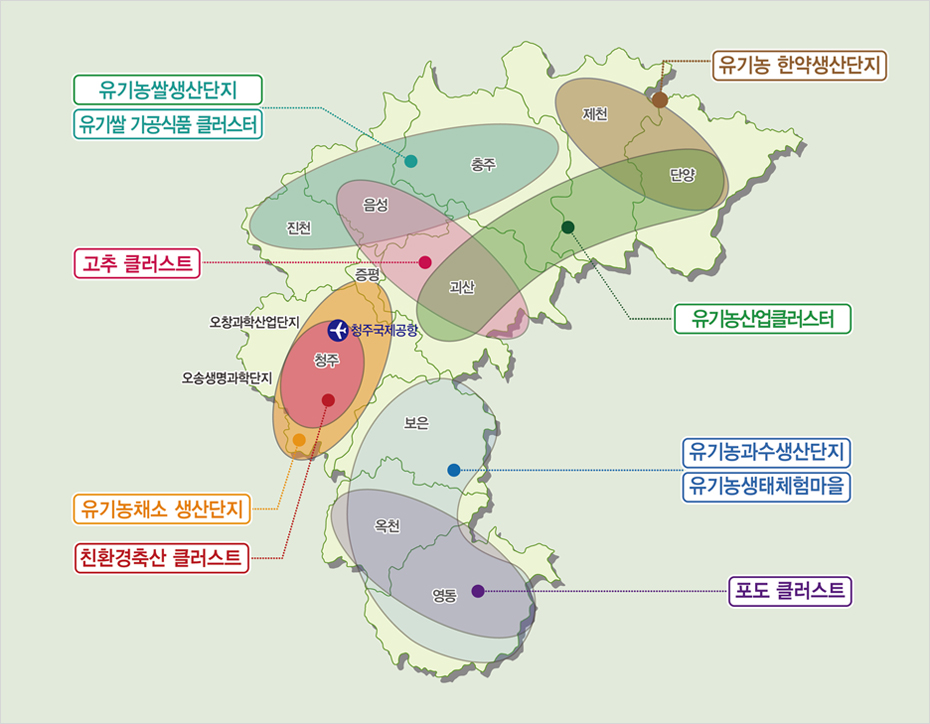 유기농 한약생산단지
유기농쌀생산단지
유기쌀 가공식품 클러스터
제천
충주
단양
음성
진천
고추 클러스트
증평
괴산
오창과학산업단지
청주국제공항
유기농산업클러스터
청주
오송생명과학단지
보은
유기농과수생산단지
유기농생태체험마을
유기농채소 생산단지
옥천
친환경축산 클러스트
영동
포도 클러스트